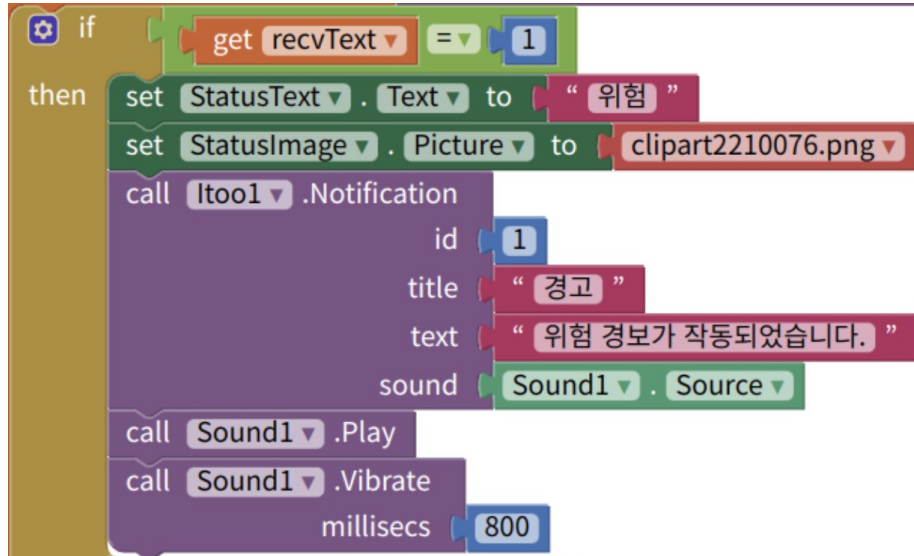 if get recvText = 1
then set StatusText . Text to “ 위험 ”
set StatusImage . Picture to clipart2210076.png
call Itoo1 .Notification
id 1
title “ 경고 ”
text “ 위험 경보가 작동되었습니다. ”
sound Sound1 . Source
call Sound1 .Play
call Sound1 .Vibrate
millisecs 800